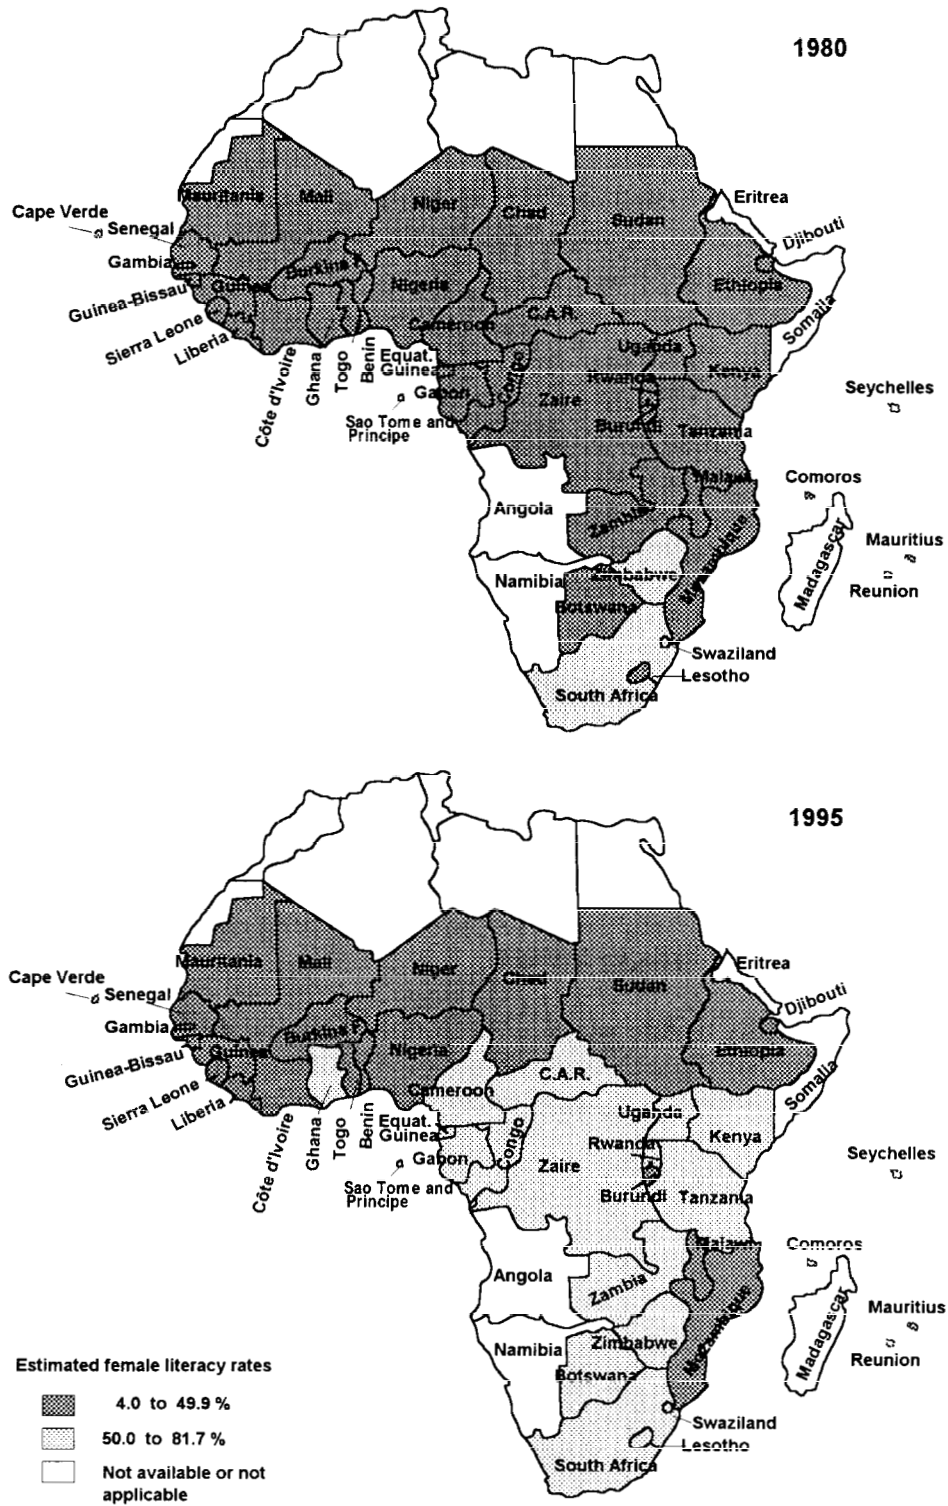 1980
Mauritania
Mali
Niger
Chad
Sudan
Eritrea
Cape Verde
Senegal
Djibouti
Gambia
Burkina F.
Guinea
Nigeria
Ethiopia
Guinea-Bissau
Somalia
Sierra Leone
Cameroon
C.A.R.
Liberia
Côte d'Ivoire
Ghana
Togo
Benin
Equat.
Guinea
Gabon
Congo
Uganda
Kenya
Rwanda
Zaire
Seychelles
Sao Tome and
Principe
Burundi
Tanzania
Malawi
Comoros
Angola
Zambia
Mozambique
Madagascar
Mauritius
Namibia
Zimbabwe
Reunion
Botswana
Swaziland
Lesotho
South Africa
1995
Mauritania
Mali
Niger
Chad
Sudan
Eritrea
Cape Verde
Senegal
Djibouti
Gambia
Burkina F.
Guinea
Nigeria
Ethiopia
Guinea-Bissau
Somalia
Sierra Leone
Cameroon
C.A.R.
Liberia
Côte d'Ivoire
Ghana
Togo
Benin
Equat.
Guinea
Gabon
Congo
Uganda
Kenya
Rwanda
Zaire
Seychelles
Sao Tome and
Principe
Burundi
Tanzania
Malawi
Comoros
Angola
Zambia
Mozambique
Madagascar
Mauritius
Namibia
Zimbabwe
Reunion
Botswana
Swaziland
Lesotho
South Africa
Estimated female literacy rates
4.0 to 49.9 %
50.0 to 81.7 %
Not available or not
applicable